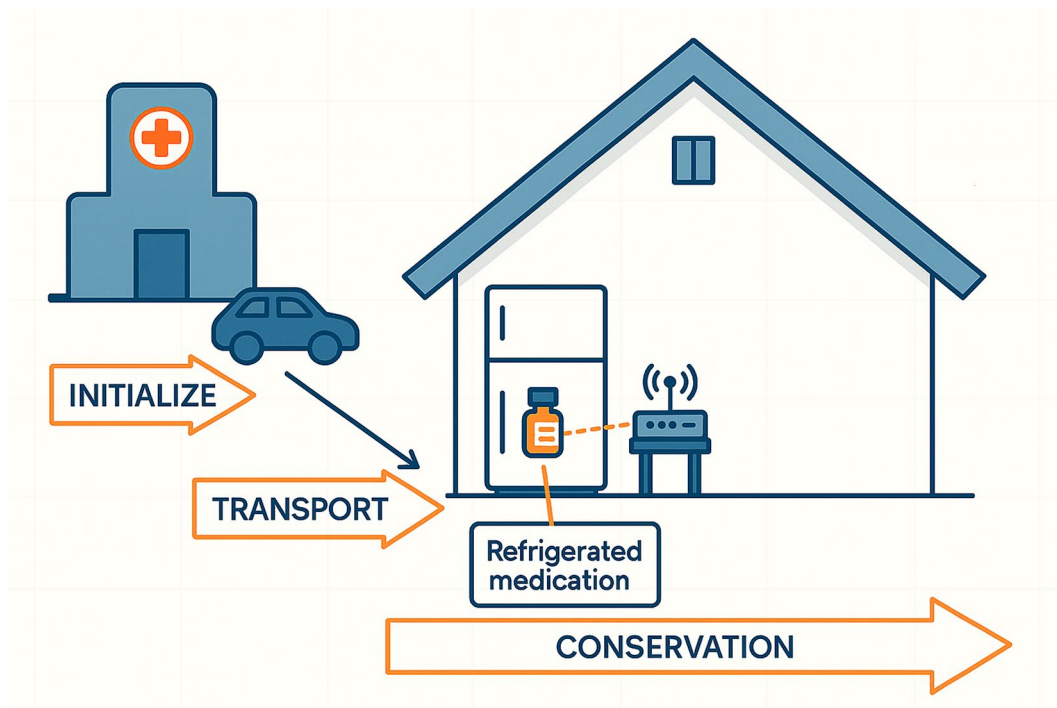 INITIALIZE
TRANSPORT
Refrigerated
medication
CONSERVATION